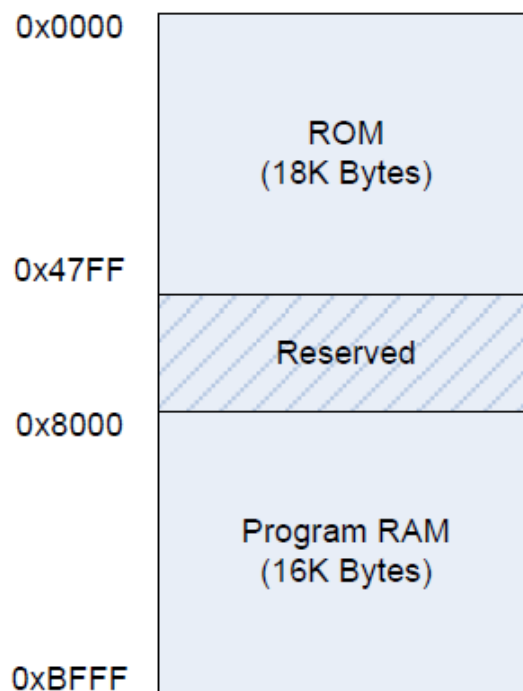 0x0000
ROM
(18K Bytes)
0x47FF
Reserved
0x8000
Program RAM
(16K Bytes)
0xBFFF